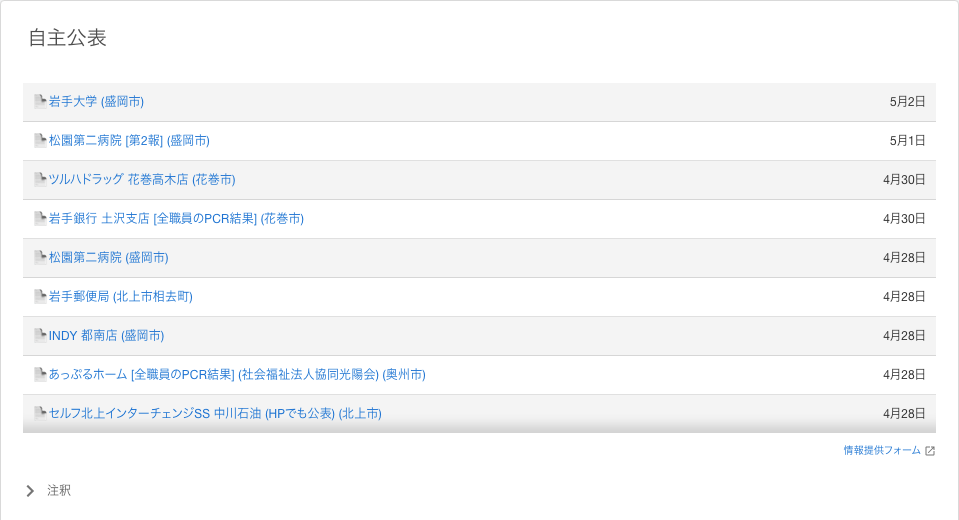 自主公表
岩手大学 (盛岡市) 5月2日
松園第二病院 [第2報] (盛岡市) 5月1日
ツルハドラッグ 花巻高木店 (花巻市) 4月30日
岩手銀行 土沢支店 [全職員のPCR結果] (花巻市) 4月30日
松園第二病院 (盛岡市) 4月28日
岩手郵便局 (北上市相去町) 4月28日
INDY 都南店 (盛岡市) 4月28日
あっぷるホーム [全職員のPCR結果] (社会福祉法人協同光陽会) (奥州市) 4月28日
セルフ北上インターチェンジSS 中川石油 (HPでも公表) (北上市) 4月28日
情報提供フォーム
注釈